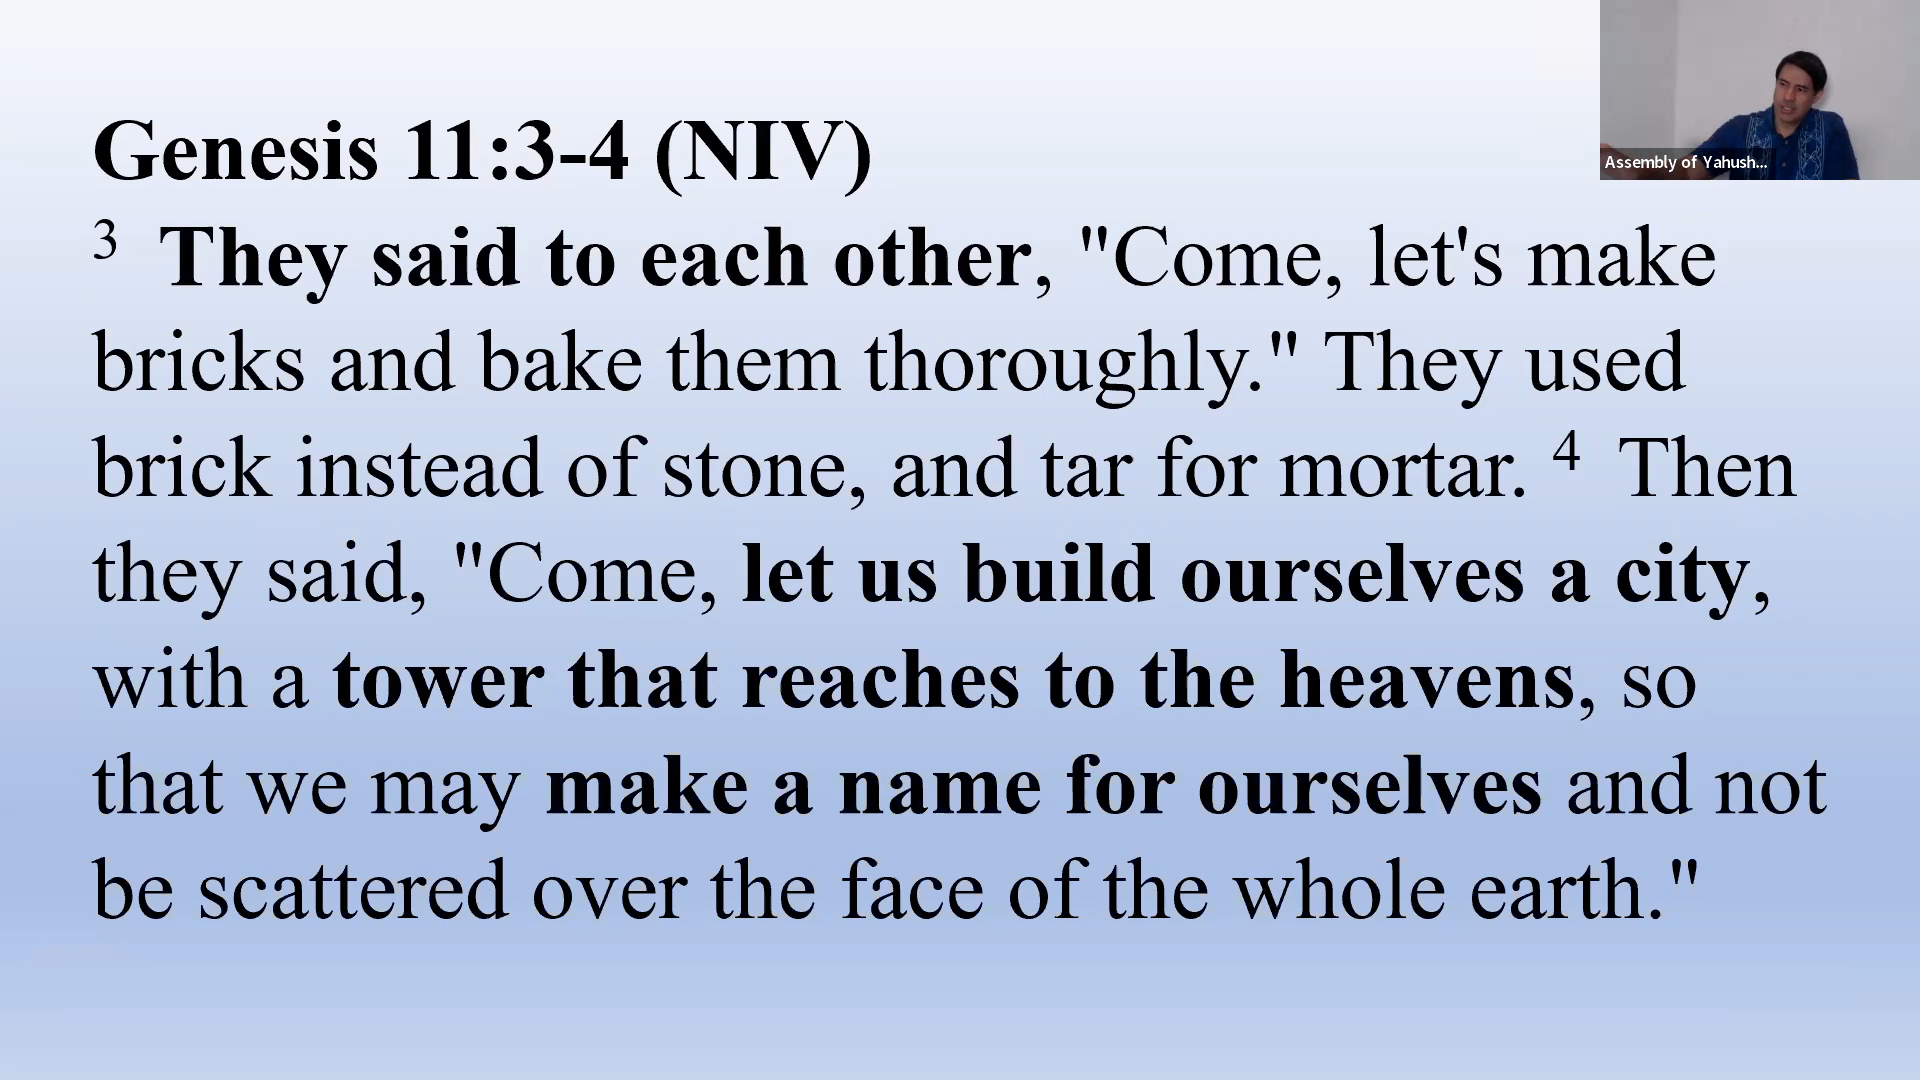 Genesis 11:3-4 (NIV)
3 They said to each other, "Come, let's make
bricks and bake them thoroughly." They used
brick instead of stone, and tar for mortar. 4 Then
they said, "Come, let us build ourselves a city,
with a tower that reaches to the heavens, so
that we may make a name for ourselves and not
be scattered over the face of the whole earth."
Assembly of Yahush...